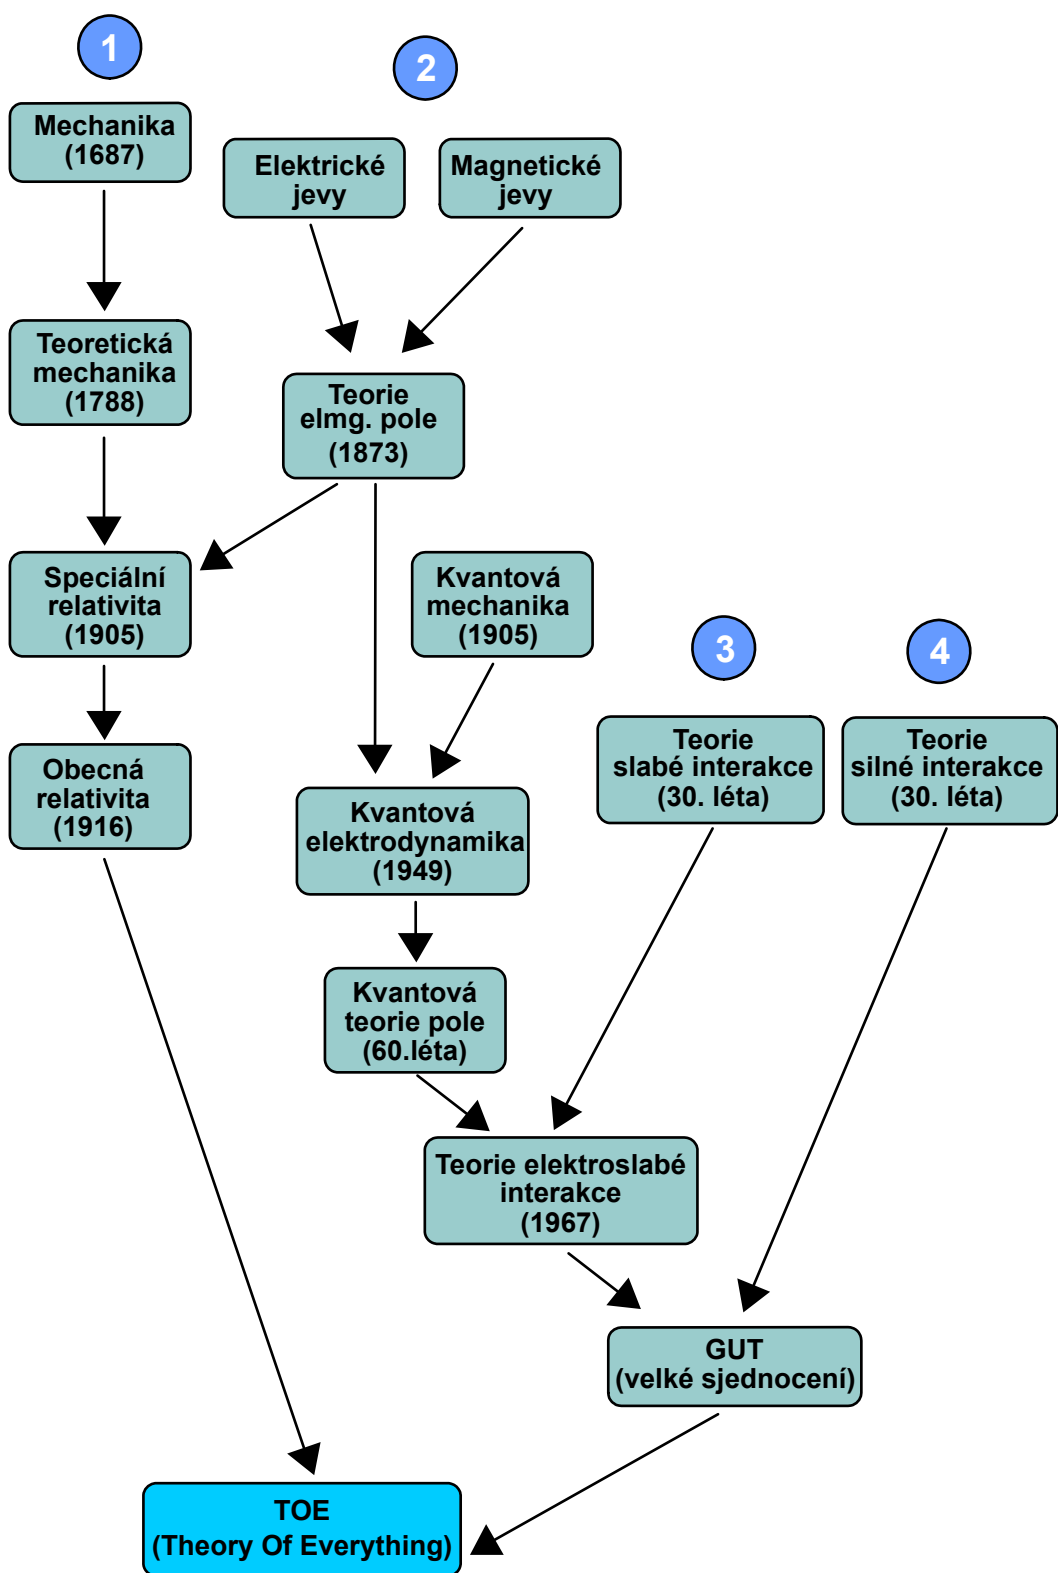 1
2
Mechanika
(1687)
Elektrické
jevy
Magnetické
jevy
Teoretická
mechanika
(1788)
Teorie
elmg. pole
(1873)
Speciální
relativita
(1905)
Kvantová
mechanika
(1905)
3
4
Obecná
relativita
(1916)
Teorie
slabé interakce
(30. léta)
Teorie
silné interakce
(30. léta)
Kvantová
elektrodynamika
(1949)
Kvantová
teorie pole
(60.léta)
Teorie elektroslabé
interakce
(1967)
GUT
(velké sjednocení)
TOE
(Theory Of Everything)